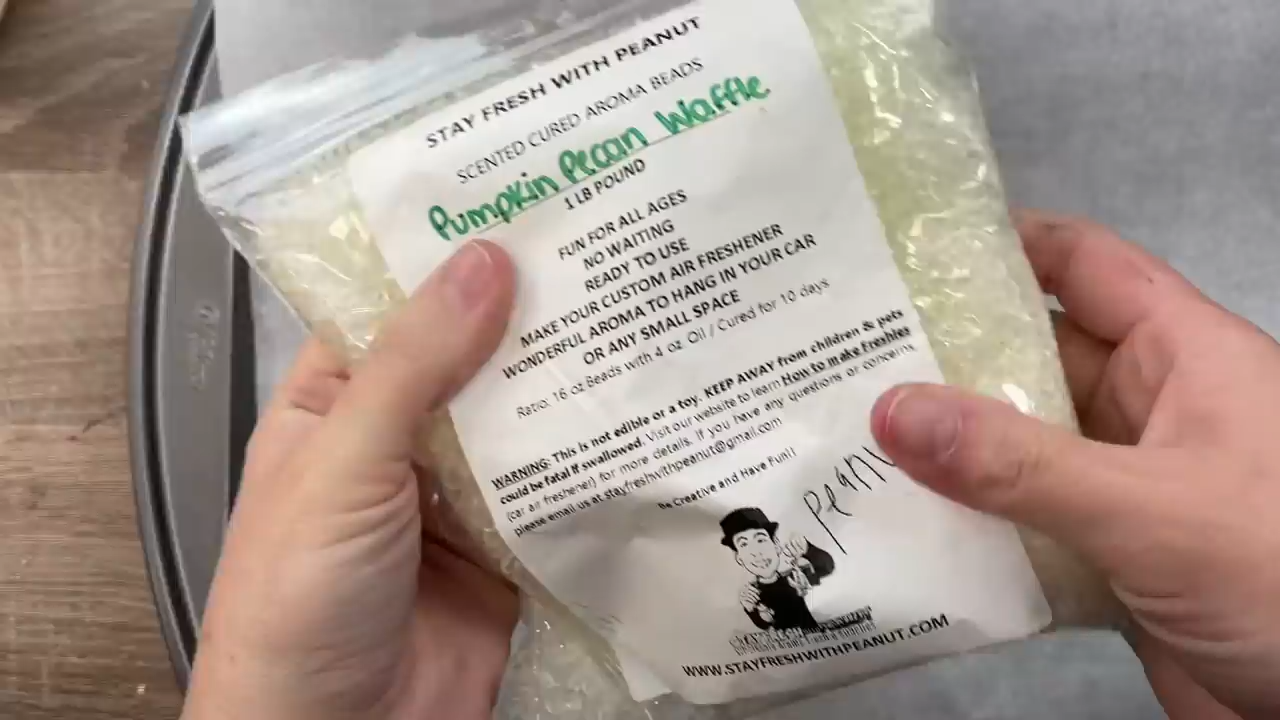 STAY FRESH WITH PEANUT
SCENTED CURED AROMA BEADS
Pumpkin Pecan Waffle
1 LB POUND
FUN FOR ALL AGES
NO WAITING
READY TO USE
MAKE YOUR CUSTOM AIR FRESHENER
WONDERFUL AROMA TO HANG IN YOUR CAR
OR ANY SMALL SPACE
Ratio: 16 oz Beads with 4 oz Oil / Cured for 10 days
WARNING: This is not edible or a toy. KEEP AWAY from children & pets
could be fatal if swallowed. Visit our website to learn How to make Freshies
(car air freshener) for more details. If you have any questions or concerns,
please email us at stayfreshwithpeanut@gmail.com
Be Creative and Have Fun!!
WWW.STAYFRESHWITHPEANUT.COM